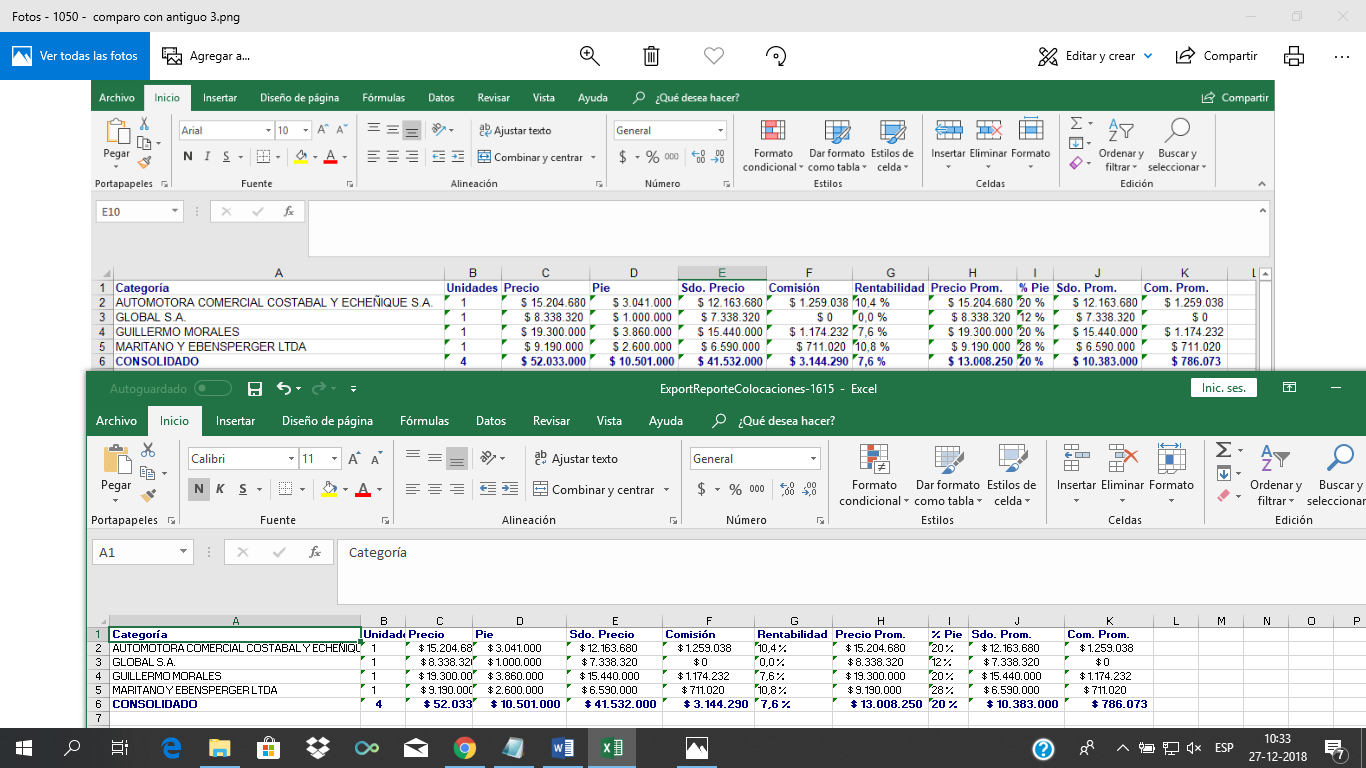 Fotos - 1050 -  comparo con antiguo 3.png
Ver todas las fotos Agregar a... Editar y crear Compartir
Archivo Inicio Insertar Diseño de página Fórmulas Datos Revisar Vista Ayuda ¿Qué desea hacer? Compartir
Pegar Arial 10 Ajustar texto General Formato condicional Dar formato como tabla Estilos de celda Insertar Eliminar Formato Ordenar y filtrar Buscar y seleccionar
N I S Combinar y centrar $ % 000
Portapapeles Fuente Alineación Número Estilos Celdas Edición
E10 fx
A B C D E F G H I J K L
1 Categoría Unidades Precio Pie Sdo. Precio Comisión Rentabilidad Precio Prom. % Pie Sdo. Prom. Com. Prom.
2 AUTOMOTORA COMERCIAL COSTABAL Y ECHEÑIQUE S.A. 1 $ 15.204.680 $ 3.041.000 $ 12.163.680 $ 1.259.038 10,4 % $ 15.204.680 20 % $ 12.163.680 $ 1.259.038
3 GLOBAL S.A. 1 $ 8.338.320 $ 1.000.000 $ 7.338.320 $ 0 0,0 % $ 8.338.320 12 % $ 7.338.320 $ 0
4 GUILLERMO MORALES 1 $ 19.300.000 $ 3.860.000 $ 15.440.000 $ 1.174.232 7,6 % $ 19.300.000 20 % $ 15.440.000 $ 1.174.232
5 MARITANO Y EBENSPERGER LTDA 1 $ 9.190.000 $ 2.600.000 $ 6.590.000 $ 711.020 10,8 % $ 9.190.000 28 % $ 6.590.000 $ 711.020
6 CONSOLIDADO 4 $ 52.033.000 $ 10.501.000 $ 41.532.000 $ 3.144.290 7,6 % $ 13.008.250 20 % $ 10.383.000 $ 786.073
Autoguardado ExportReporteColocaciones-1615 - Excel Inic. ses.
Archivo Inicio Insertar Diseño de página Fórmulas Datos Revisar Vista Ayuda ¿Qué desea hacer?
Pegar Calibri 11 Ajustar texto General Formato condicional Dar formato como tabla Estilos de celda Insertar Eliminar Formato Ordenar y filtrar Buscar y seleccionar
N K S Combinar y centrar $ % 000
Portapapeles Fuente Alineación Número Estilos Celdas Edición
A1 fx Categoría
A B C D E F G H I J K L M N O P
1 Categoría Unidade Precio Pie Sdo. Precio Comisión Rentabilidad Precio Prom. % Pie Sdo. Prom. Com. Prom.
2 AUTOMOTORA COMERCIAL COSTABAL Y ECHEÑIQU 1 $ 15.204.68 $ 3.041.000 $ 12.163.680 $ 1.259.038 10,4 % $ 15.204.680 20 % $ 12.163.680 $ 1.259.038
3 GLOBAL S.A. 1 $ 8.338.32 $ 1.000.000 $ 7.338.320 $ 0 0,0 % $ 8.338.320 12 % $ 7.338.320 $ 0
4 GUILLERMO MORALES 1 $ 19.300.00 $ 3.860.000 $ 15.440.000 $ 1.174.232 7,6 % $ 19.300.000 20 % $ 15.440.000 $ 1.174.232
5 MARITANO Y EBENSPERGER LTDA 1 $ 9.190.00 $ 2.600.000 $ 6.590.000 $ 711.020 10,8 % $ 9.190.000 28 % $ 6.590.000 $ 711.020
6 CONSOLIDADO 4 $ 52.033 $ 10.501.000 $ 41.532.000 $ 3.144.290 7,6 % $ 13.008.250 20 % $ 10.383.000 $ 786.073
7
ESP 10:33
27-12-2018 7